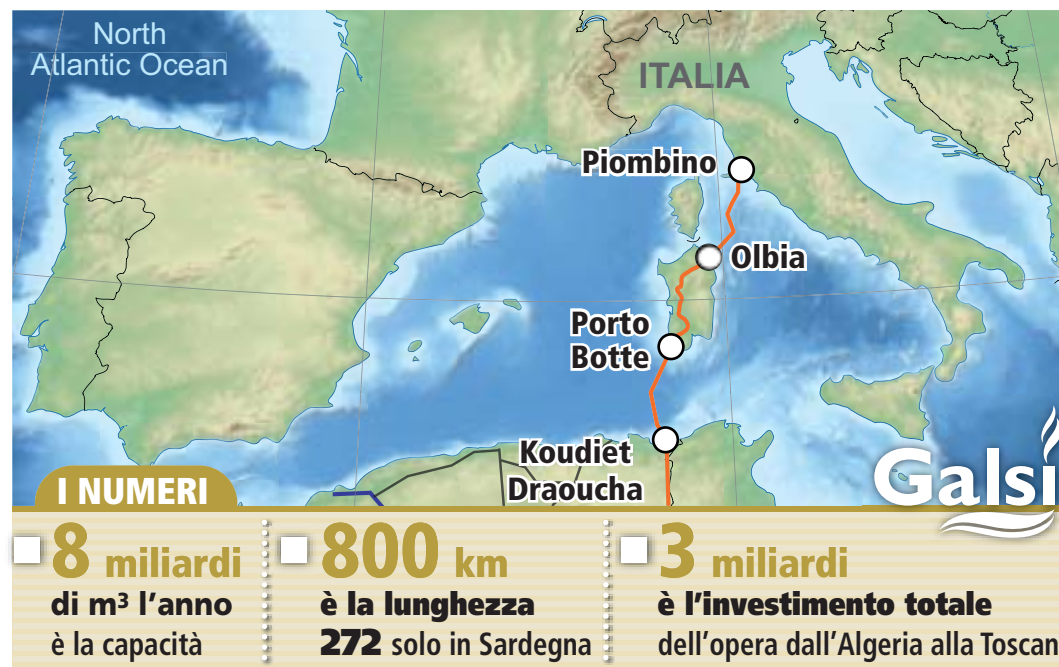 North
Atlantic Ocean
ITALIA
Piombino
Olbia
Porto
Botte
Koudiet
Draoucha
Galsi
I NUMERI
8 miliardi
di m³ l'anno
è la capacità
800 km
è la lunghezza
272 solo in Sardegna
3 miliardi
è l'investimento totale
dell'opera dall'Algeria alla Toscan